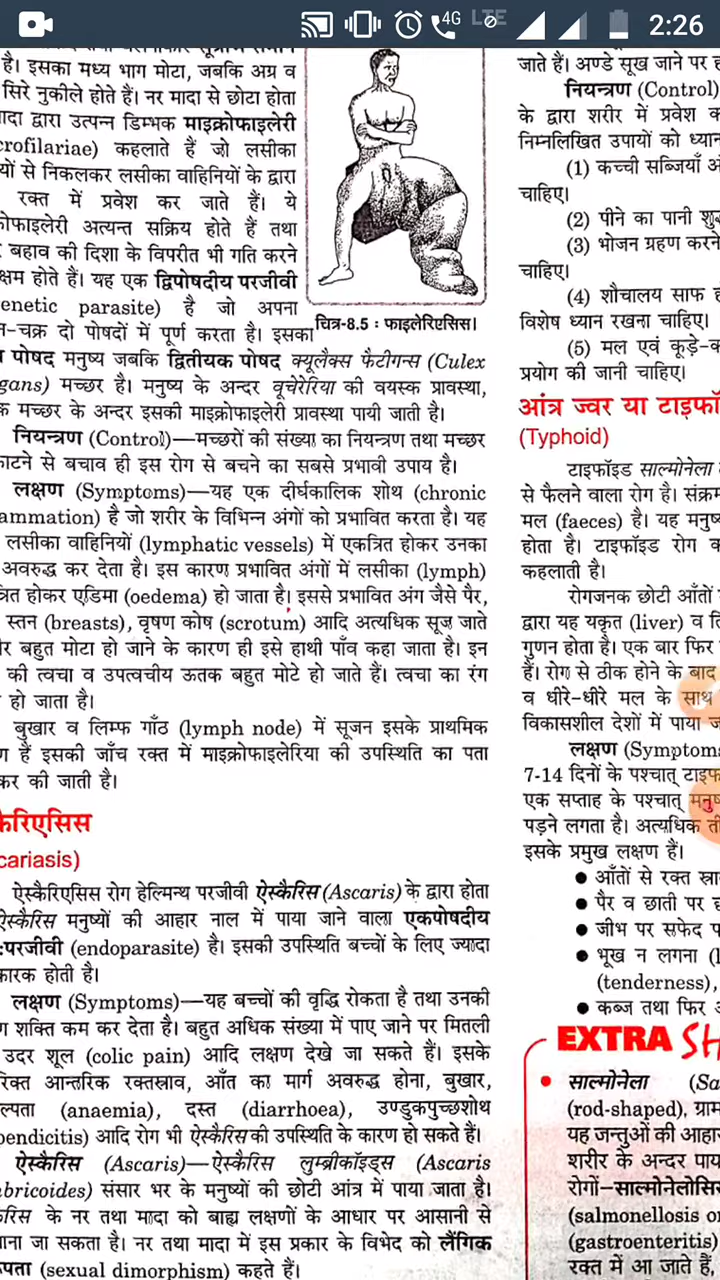 4G LTE 2:26
है। इसका मध्य भाग मोटा, जबकि अग्र व
सिरे नुकीले होते हैं। नर मादा से छोटा होता
द्वारा उत्पन्न डिम्भक माइक्रोफाइलेरी
कहलाते हैं जो लसीका
से निकलकर लसीका वाहिनियों के द्वारा
रक्त में प्रवेश कर जाते हैं। ये
अत्यन्त सक्रिय होते हैं तथा
बहाव की दिशा के विपरीत भी गति करने
होते हैं। यह एक द्विपोषदीय परजीवी
parasite) है जो अपना
दो पोषदों में पूर्ण करता है। इसका
चित्र-8.5 : फाइलेरिएसिस।
पोषद मनुष्य जबकि द्वितीयक पोषद क्यूलैक्स फैटीगन्स (Culex
मच्छर है। मनुष्य के अन्दर वूचेरेरिया की वयस्क प्रावस्था,
मच्छर के अन्दर इसकी माइक्रोफाइलेरी प्रावस्था पायी जाती है।
नियन्त्रण (Control)—मच्छरों की संख्या का नियन्त्रण तथा मच्छर
से बचाव ही इस रोग से बचने का सबसे प्रभावी उपाय है।
लक्षण (Symptoms)—यह एक दीर्घकालिक शोथ (chronic
है जो शरीर के विभिन्न अंगों को प्रभावित करता है। यह
लसीका वाहिनियों (lymphatic vessels) में एकत्रित होकर उनका
अवरुद्ध कर देता है। इस कारण प्रभावित अंगों में लसीका (lymph)
होकर एडिमा (oedema) हो जाता है। इससे प्रभावित अंग जैसे पैर,
स्तन (breasts), वृषण कोष (scrotum) आदि अत्यधिक सूज जाते
बहुत मोटा हो जाने के कारण ही इसे हाथी पाँव कहा जाता है। इन
की त्वचा व उपत्वचीय ऊतक बहुत मोटे हो जाते हैं। त्वचा का रंग
हो जाता है।
बुखार व लिम्फ गाँठ (lymph node) में सूजन इसके प्राथमिक
हैं इसकी जाँच रक्त में माइक्रोफाइलेरिया की उपस्थिति का पता
कर की जाती है।
ऐस्कैरिएसिस रोग हेल्मिन्थ परजीवी ऐस्कैरिस (Ascaris) के द्वारा होता
ऐस्कैरिस मनुष्यों की आहार नाल में पाया जाने वाला एकपोषदीय
(endoparasite) है। इसकी उपस्थिति बच्चों के लिए ज्यादा
होती है।
लक्षण (Symptoms)—यह बच्चों की वृद्धि रोकता है तथा उनकी
शक्ति कम कर देता है। बहुत अधिक संख्या में पाए जाने पर मितली
उदर शूल (colic pain) आदि लक्षण देखे जा सकते हैं। इसके
आन्तरिक रक्तस्राव, आँत का मार्ग अवरुद्ध होना, बुखार,
(anaemia), दस्त (diarrhoea), उण्डुकपुच्छशोथ
आदि रोग भी ऐस्कैरिस की उपस्थिति के कारण हो सकते हैं।
ऐस्कैरिस (Ascaris)—ऐस्कैरिस लुम्ब्रीकॉइड्स (Ascaris
संसार भर के मनुष्यों की छोटी आंत्र में पाया जाता है।
के नर तथा मादा को बाह्य लक्षणों के आधार पर आसानी से
जा सकता है। नर तथा मादा में इस प्रकार के विभेद को लैंगिक
(sexual dimorphism) कहते हैं।
जाते हैं। अण्डे सूख जाने पर
नियन्त्रण (Control)
के द्वारा शरीर में प्रवेश
निम्नलिखित उपायों को ध्यान
(1) कच्ची सब्जियाँ
चाहिए।
(2) पीने का पानी
(3) भोजन ग्रहण करने
चाहिए।
(4) शौचालय साफ
विशेष ध्यान रखना चाहिए।
(5) मल एवं
प्रयोग की जानी चाहिए।
आंत्र ज्वर या
(Typhoid)
टाइफॉइड साल्मोनेला
से फैलने वाला रोग है।
मल (faeces) है। यह
होता है। टाइफॉइड रोग
कहलाती है।
रोगजनक छोटी आँतों
द्वारा यह यकृत (liver) व
गुणन होता है। एक बार फिर
हैं। रोग से ठीक होने के बाद
व धीरे-धीरे मल के साथ
विकासशील देशों में पाया
लक्षण
7-14 दिनों के पश्चात्
एक सप्ताह के पश्चात्
पड़ने लगता है। अत्यधिक
इसके प्रमुख लक्षण हैं।
● आँतों से रक्त
● पैर व छाती पर
● जीभ पर सफेद
● भूख न लगना
(tenderness),
● कब्ज तथा फिर
EXTRA
● साल्मोनेला
(rod-shaped),
यह जन्तुओं की
शरीर के अन्दर
(gastroenteritis)
रक्त में आ जाते हैं,